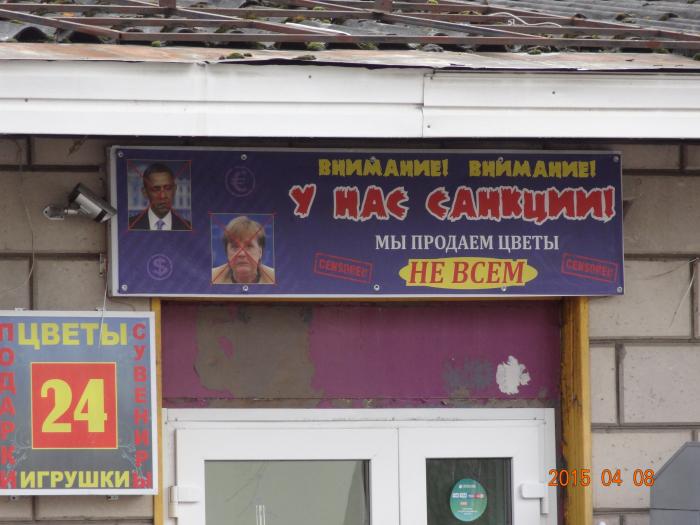 ВНИМАНИЕ! ВНИМАНИЕ!
У НАС САНКЦИИ!
МЫ ПРОДАЕМ ЦВЕТЫ
CENSORED
НЕ ВСЕМ
CENSORED
€
$
ЦВЕТЫ
ПОДАРКИ
24
СУВЕНИРЫ
ИГРУШКИ
2015 04 08